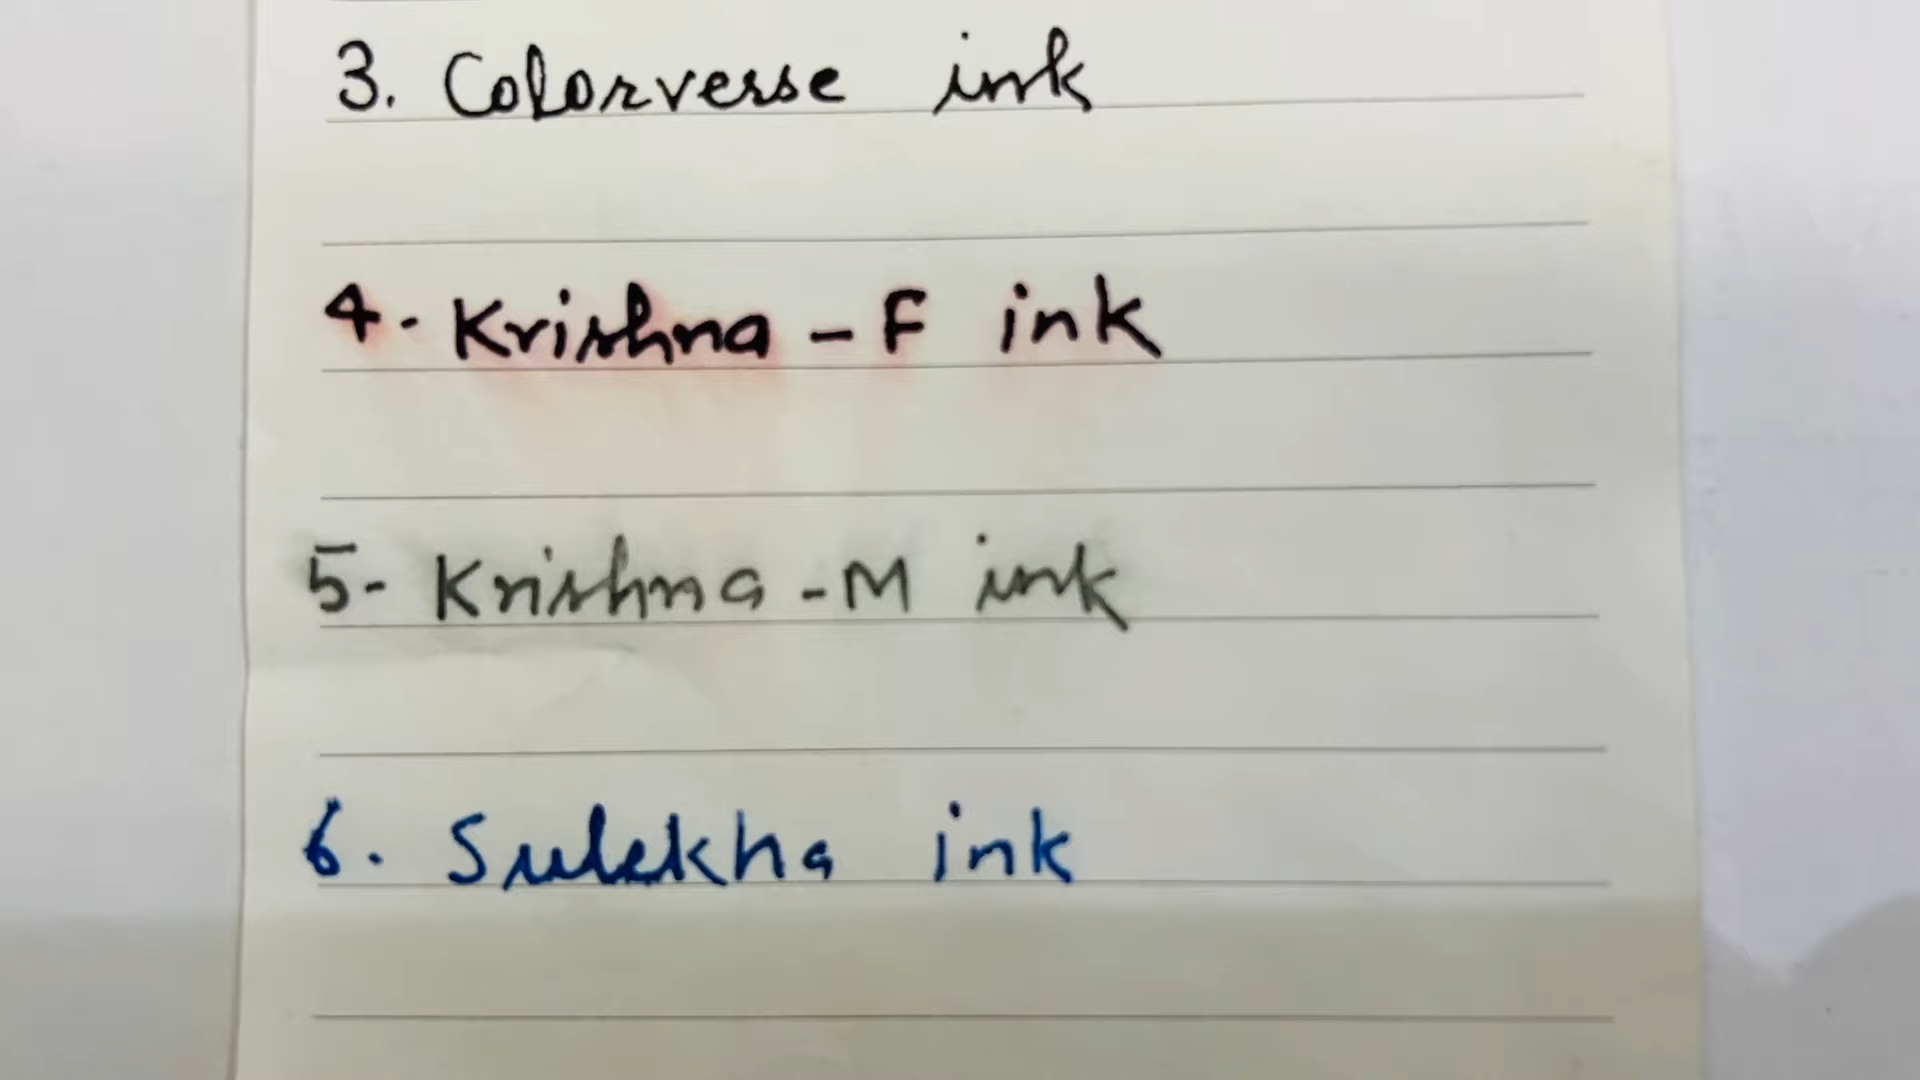 3. Colorverse ink
4. Krishna - F ink
5- Krishna - M ink
6. Sulekha ink